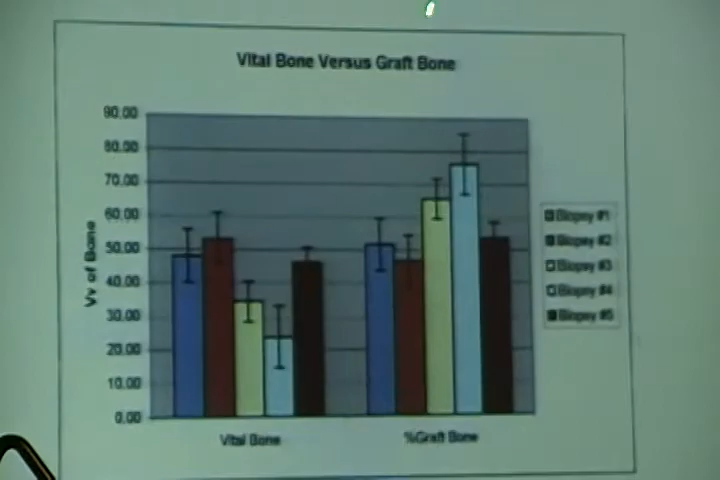 Vital Bone Versus Graft Bone
90.00
80.00
70.00
60.00
50.00
40.00
30.00
20.00
10.00
0.00
Vv of Bone
Vital Bone
%Graft Bone
Biopsy #1
Biopsy #2
Biopsy #3
Biopsy #4
Biopsy #5